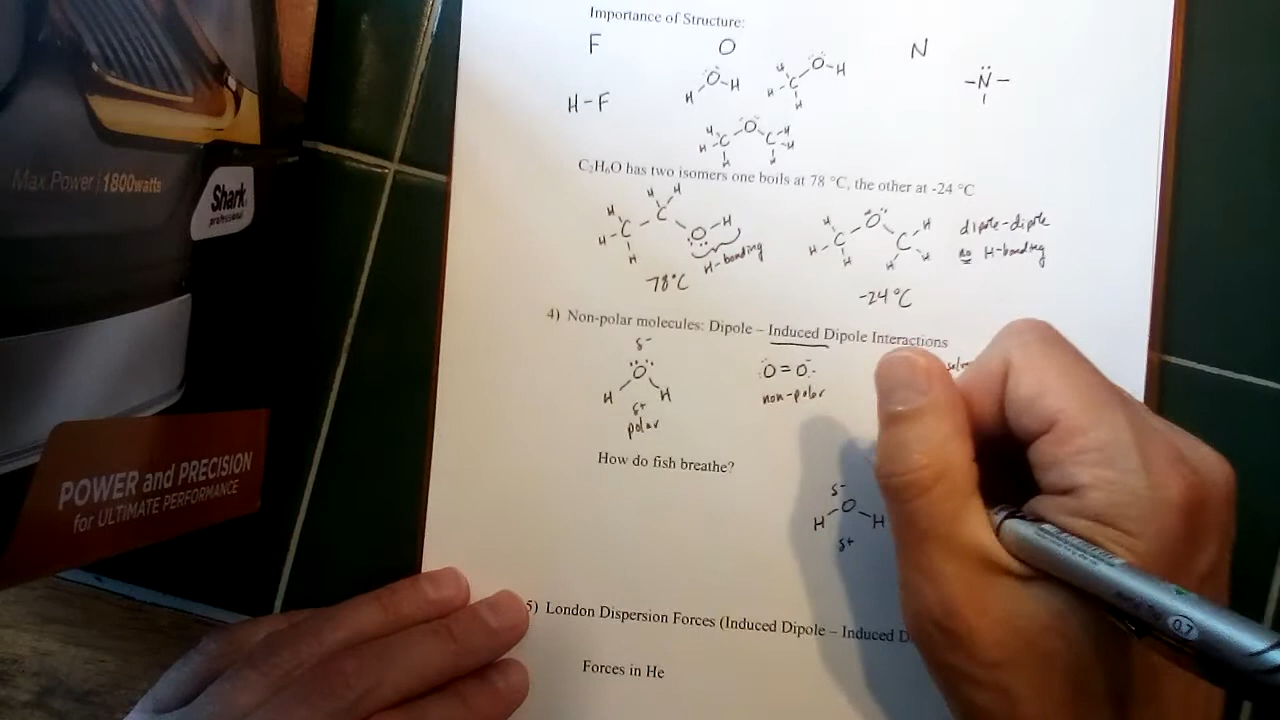 Importance of Structure:
F O N
H-F
C₂H₆O has two isomers one boils at 78 °C, the other at -24 °C
dipole-dipole
no H-bonding
H-bonding
78°C
-24°C
4) Non-polar molecules: Dipole – Induced Dipole Interactions
δ-
H O H
δ+
polar
O=O
non-polar
How do fish breathe?
δ-
H O H
δ+
5) London Dispersion Forces (Induced Dipole – Induced D
Forces in He
Max Power | 1800watts
Shark
professional
POWER and PRECISION
for ULTIMATE PERFORMANCE
0.7